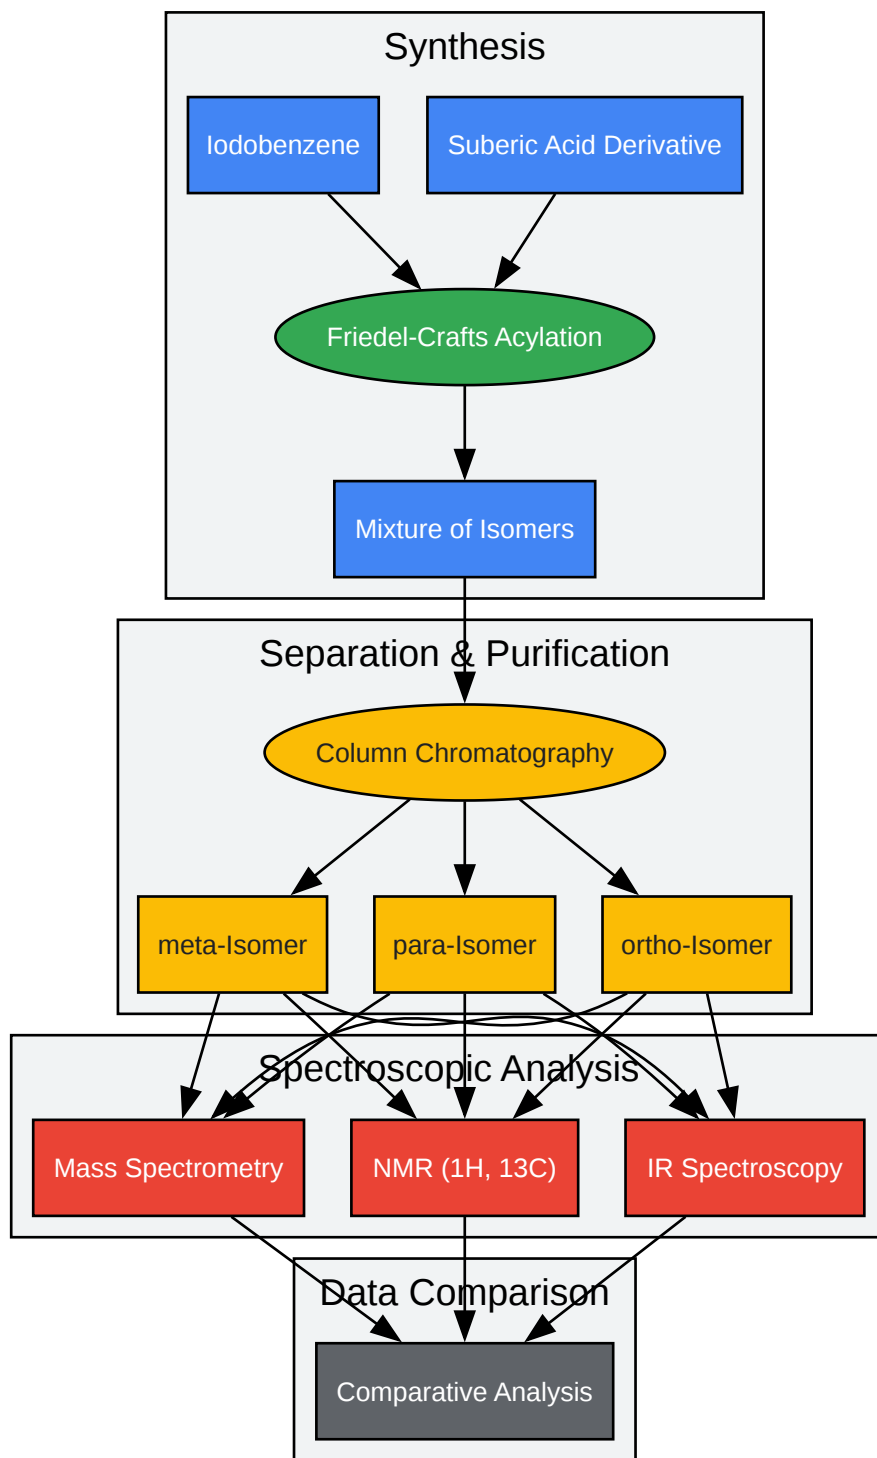 Synthesis
Iodobenzene
Suberic Acid Derivative
Friedel-Crafts Acylation
Mixture of Isomers
Separation & Purification
Column Chromatography
meta-Isomer
para-Isomer
ortho-Isomer
Spectroscopic Analysis
Mass Spectrometry
NMR (1H, 13C)
IR Spectroscopy
Data Comparison
Comparative Analysis